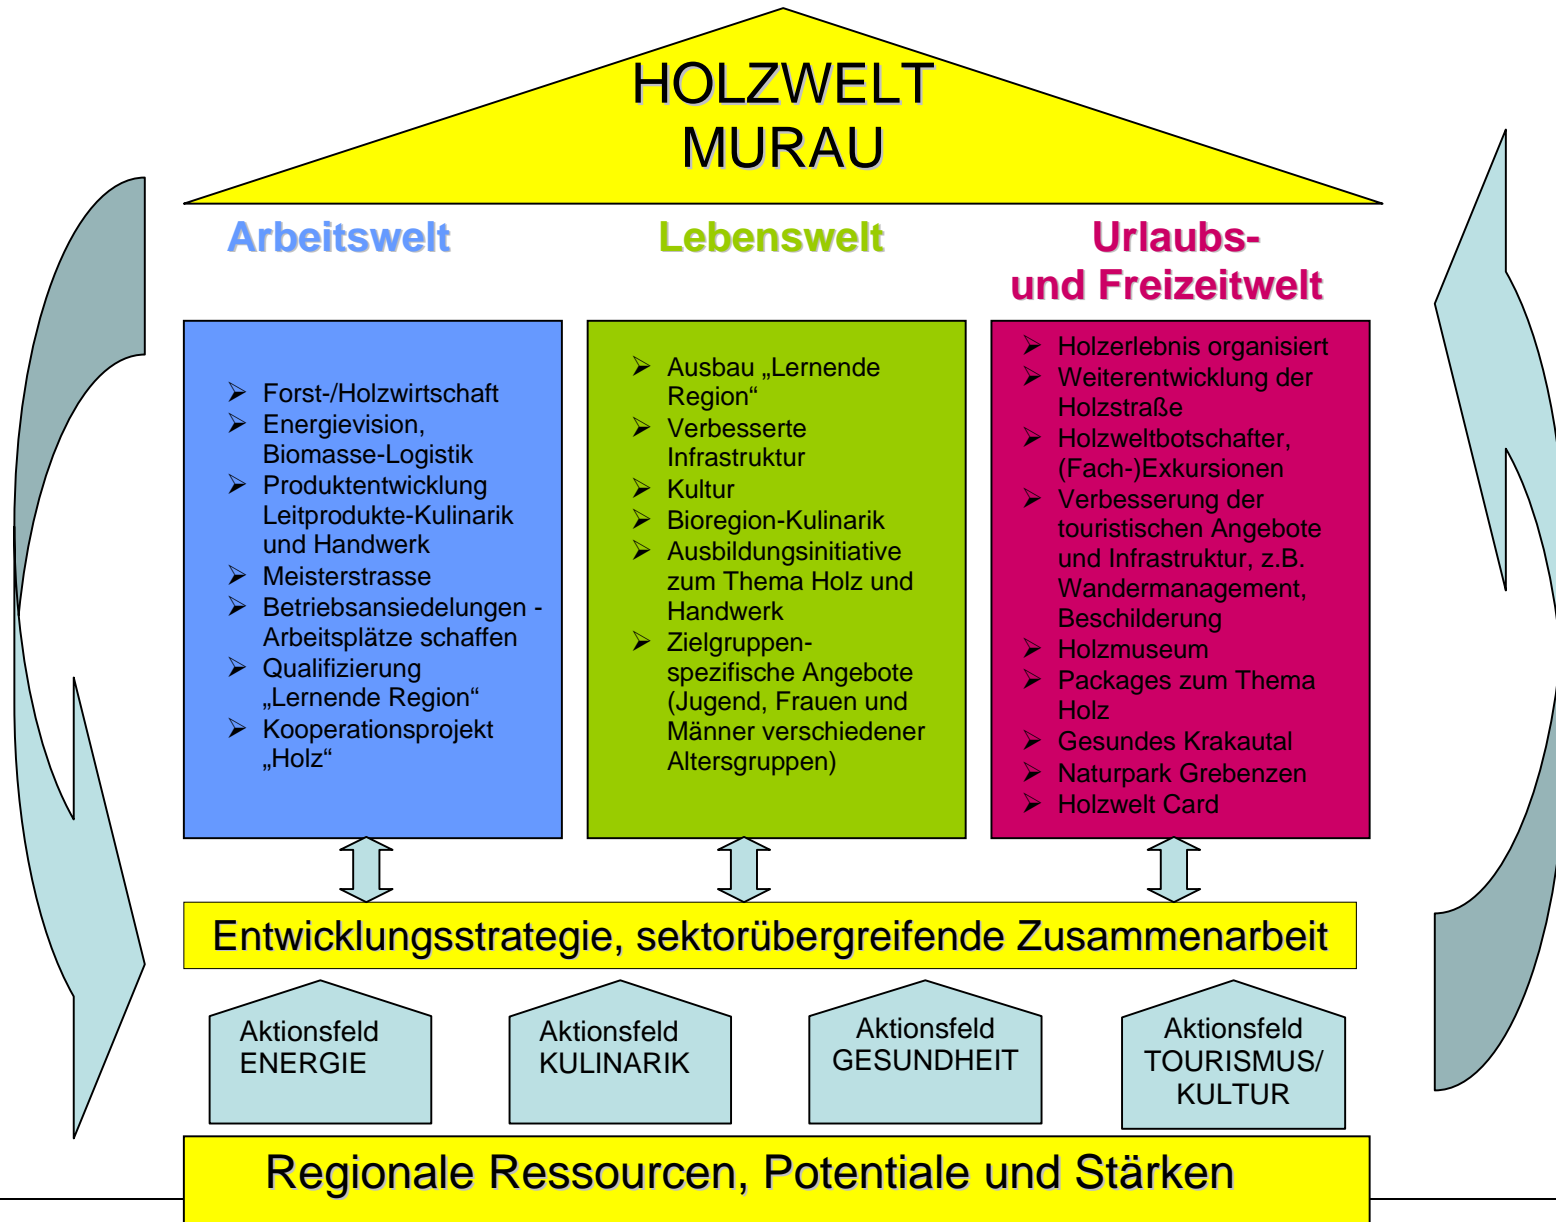 HOLZWELT
MURAU
Arbeitswelt
Lebenswelt
Urlaubs-
und Freizeitwelt
➢ Forst-/Holzwirtschaft
➢ Energievision,
Biomasse-Logistik
➢ Produktentwicklung
Leitprodukte-Kulinarik
und Handwerk
➢ Meisterstrasse
➢ Betriebsansiedelungen -
Arbeitsplätze schaffen
➢ Qualifizierung
„Lernende Region“
➢ Kooperationsprojekt
„Holz“
➢ Ausbau „Lernende
Region“
➢ Verbesserte
Infrastruktur
➢ Kultur
➢ Bioregion-Kulinarik
➢ Ausbildungsinitiative
zum Thema Holz und
Handwerk
➢ Zielgruppen-
spezifische Angebote
(Jugend, Frauen und
Männer verschiedener
Altersgruppen)
➢ Holzerlebnis organisiert
➢ Weiterentwicklung der
Holzstraße
➢ Holzweltbotschafter,
(Fach-)Exkursionen
➢ Verbesserung der
touristischen Angebote
und Infrastruktur, z.B.
Wandermanagement,
Beschilderung
➢ Holzmuseum
➢ Packages zum Thema
Holz
➢ Gesundes Krakautal
➢ Naturpark Grebenzen
➢ Holzwelt Card
Entwicklungsstrategie, sektorübergreifende Zusammenarbeit
Aktionsfeld
ENERGIE
Aktionsfeld
KULINARIK
Aktionsfeld
GESUNDHEIT
Aktionsfeld
TOURISMUS/
KULTUR
Regionale Ressourcen, Potentiale und Stärken